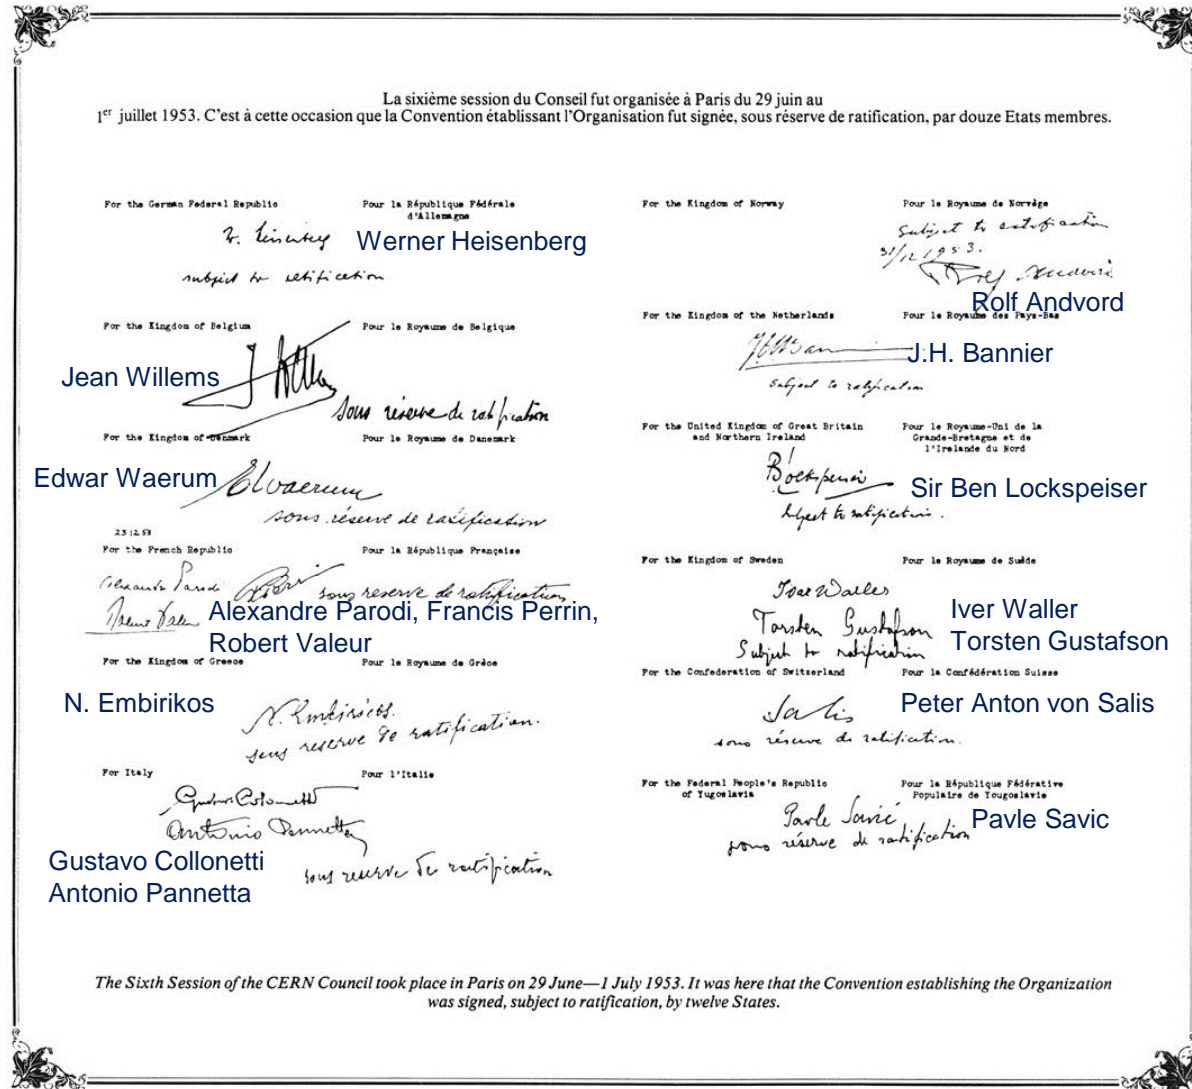 La sixième session du Conseil fut organisée à Paris du 29 juin au
1er juillet 1953. C'est à cette occasion que la Convention établissant l'Organisation fut signée, sous réserve de ratification, par douze Etats membres.
For the German Federal Republic
Pour la République Fédérale
d'Allemagne
Werner Heisenberg
subject to ratification
For the Kingdom of Belgium
Pour le Royaume de Belgique
Jean Willems
sous réserve de ratification
For the Kingdom of Denmark
Pour le Royaume de Danemark
Edwar Waerum
EWaerum
sous réserve de ratification
23 12 53
For the French Republic
Pour la République Française
Alexandre Parodi
sous reserve de ratification
Alexandre Parodi, Francis Perrin,
Robert Valeur
For the Kingdom of Greece
Pour le Royaume de Grèce
N. Embirikos
N. Embiricos.
sous reserve de ratification.
For Italy
Pour l'Italie
Gustavo Colonnetti
Antonio Pennetta
Gustavo Collonetti
Antonio Pannetta
sous reserve de ratification
For the Kingdom of Norway
Pour le Royaume de Norvège
Subject to ratification
31/12 1953.
Rolf Andvord
Rolf Andvord
For the Kingdom of the Netherlands
Pour le Royaume des Pays-Bas
JHBannier
J.H. Bannier
Subject to ratification
For the United Kingdom of Great Britain
and Northern Ireland
Pour le Royaume-Uni de la
Grande-Bretagne et de
l'Irelande du Nord
B Lockspeiser
Sir Ben Lockspeiser
Subject to ratification.
For the Kingdom of Sweden
Pour le Royaume de Suède
Ivar Waller
Torsten Gustafson
Subject to ratification
Iver Waller
Torsten Gustafson
For the Confederation of Switzerland
Pour la Confédération Suisse
Peter Anton von Salis
Salis
sous réserve de ratification.
For the Federal People's Republic
of Yugoslavia
Pour la République Fédérative
Populaire de Yougoslavie
Pavle Savić
Pavle Savic
sous réserve de ratification
The Sixth Session of the CERN Council took place in Paris on 29 June—1 July 1953. It was here that the Convention establishing the Organization
was signed, subject to ratification, by twelve States.